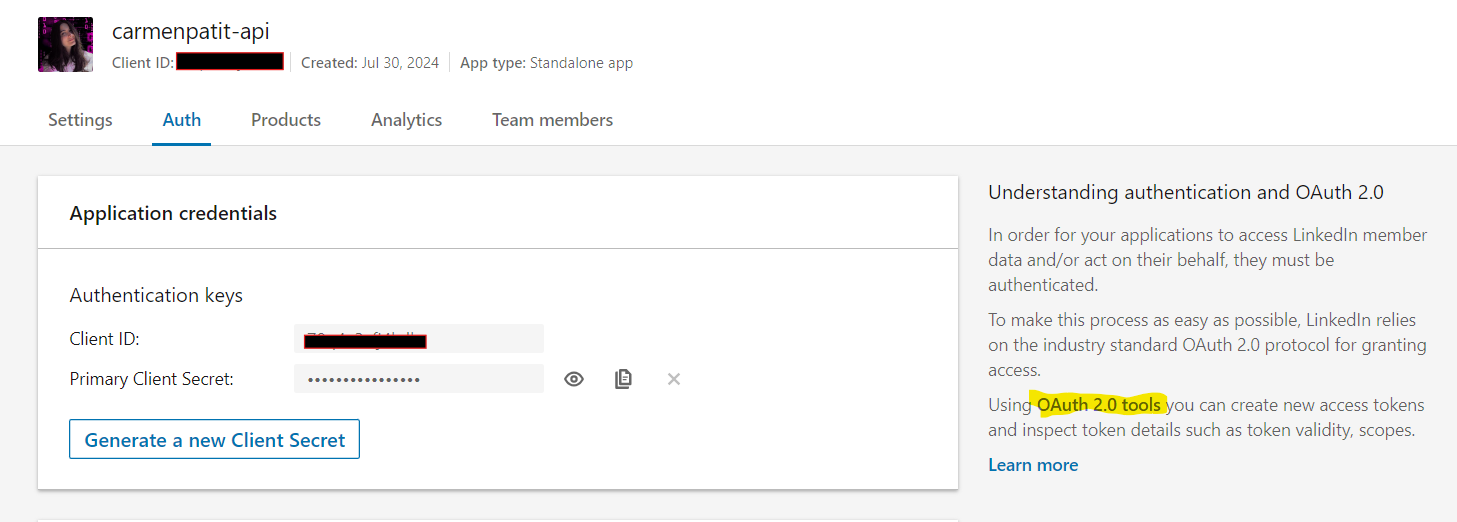 carmenpatit-api
Client ID: Created: Jul 30, 2024 App type: Standalone app
Settings Auth Products Analytics Team members
Application credentials
Authentication keys
Client ID:
Primary Client Secret: ••••••••••••••••
Generate a new Client Secret
Understanding authentication and OAuth 2.0
In order for your applications to access LinkedIn member
data and/or act on their behalf, they must be
authenticated.
To make this process as easy as possible, LinkedIn relies
on the industry standard OAuth 2.0 protocol for granting
access.
Using OAuth 2.0 tools you can create new access tokens
and inspect token details such as token validity, scopes.
Learn more